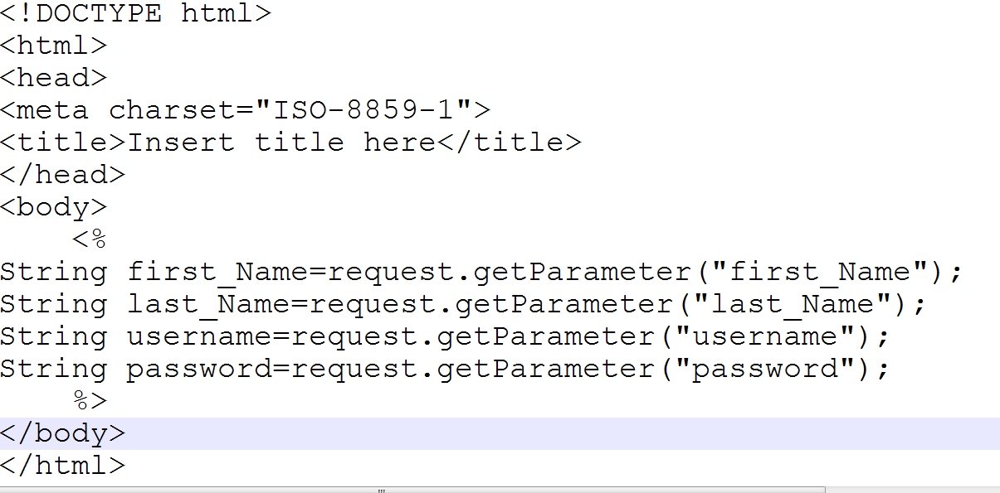 <!DOCTYPE html>
<html>
<head>
<meta charset="ISO-8859-1">
<title>Insert title here</title>
</head>
<body>
    <%
String first_Name=request.getParameter("first_Name");
String last_Name=request.getParameter("last_Name");
String username=request.getParameter("username");
String password=request.getParameter("password");
    %>
</body>
</html>